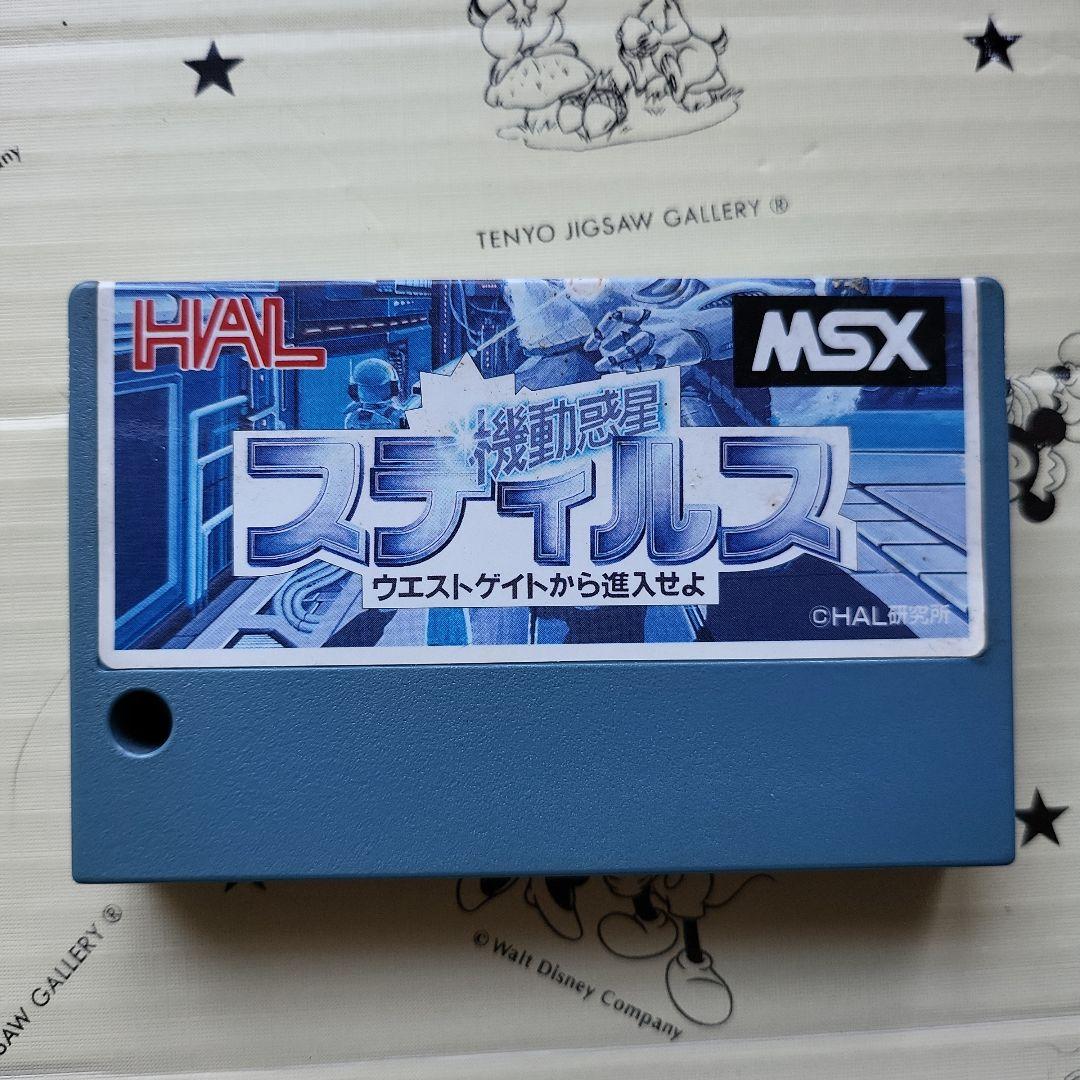 ny
TENYO JIGSAW GALLERY ®
HAL
MSX
機動惑星
スティルス
ウエストゲイトから進入せよ
©HAL研究所
© Walt Disney Company
SAW GALLERY ®